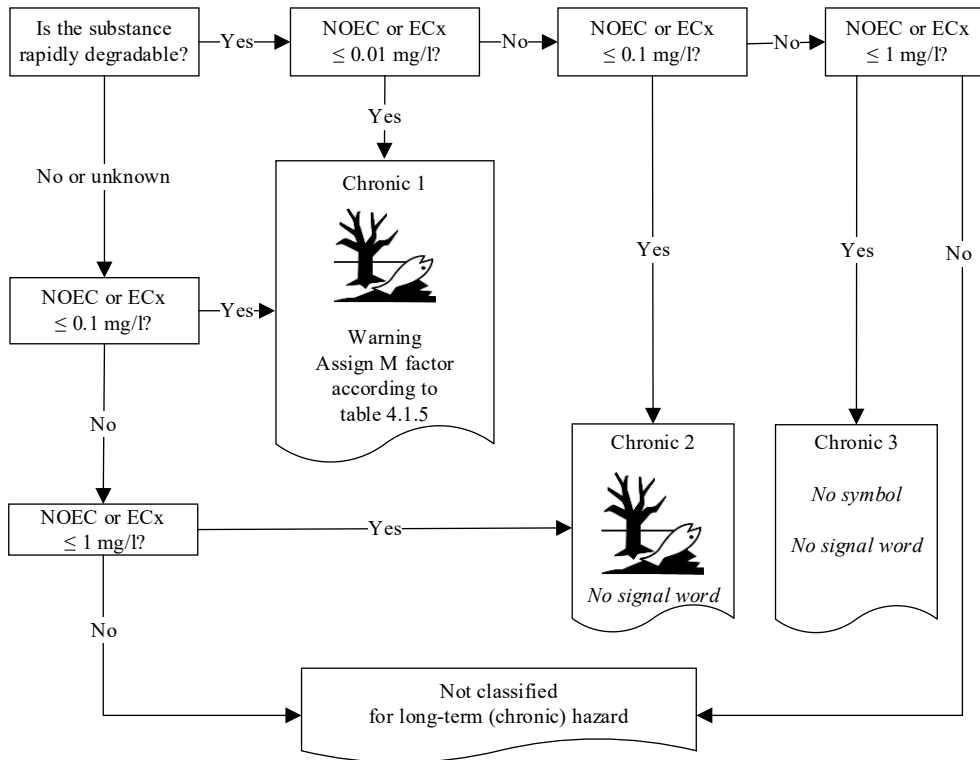 Is the substance
rapidly degradable?
Yes
NOEC or ECx
≤ 0.01 mg/l?
No
NOEC or ECx
≤ 0.1 mg/l?
No
NOEC or ECx
≤ 1 mg/l?
Yes
No or unknown
Chronic 1
Yes
Yes
No
NOEC or ECx
≤ 0.1 mg/l?
Yes
Warning
Assign M factor
according to
table 4.1.5
No
Chronic 2
Chronic 3
No symbol
No signal word
NOEC or ECx
≤ 1 mg/l?
Yes
No signal word
No
Not classified
for long-term (chronic) hazard